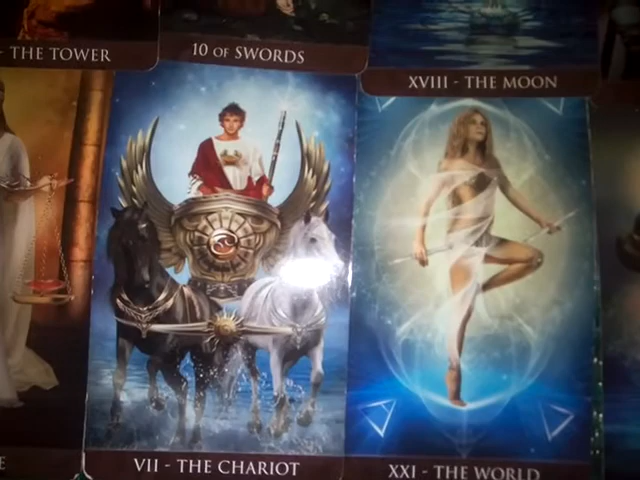 - THE TOWER
10 OF SWORDS
XVIII - THE MOON
E
VII - THE CHARIOT
XXI - THE WORLD